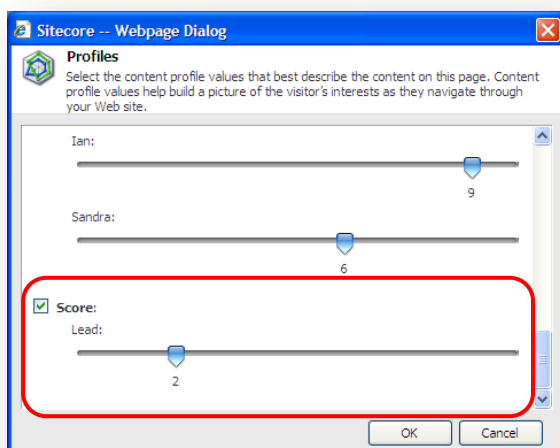 Sitecore -- Webpage Dialog
Profiles
Select the content profile values that best describe the content on this page. Content
profile values help build a picture of the visitor's interests as they navigate through
your Web site.
Ian:
9
Sandra:
6
Score:
Lead:
2
OK Cancel